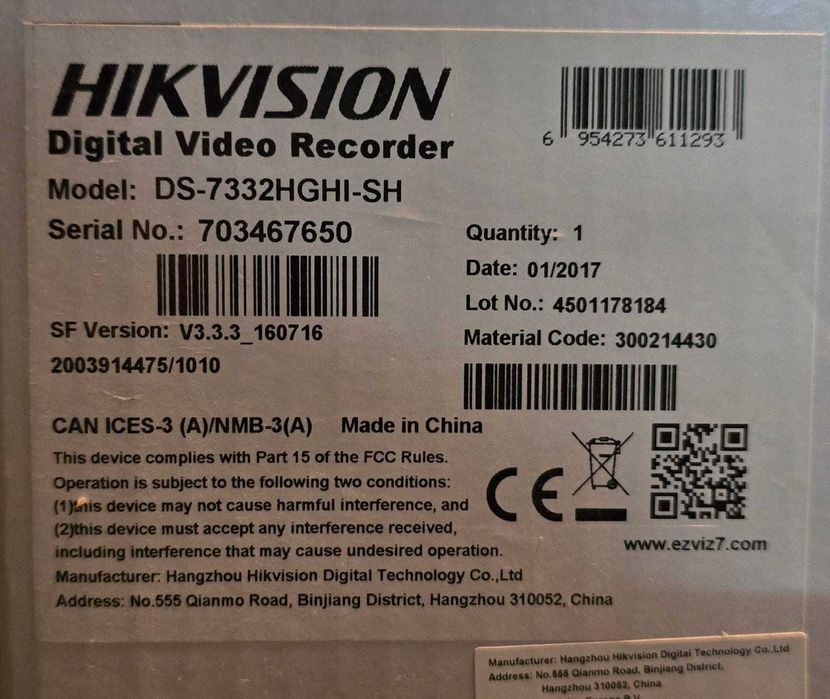 HIKVISION
Digital Video Recorder
6 954273 611293
Model: DS-7332HGHI-SH
Serial No.: 703467650
Quantity: 1
Date: 01/2017
Lot No.: 4501178184
SF Version: V3.3.3_160716
Material Code: 300214430
2003914475/1010
CAN ICES-3 (A)/NMB-3(A) Made in China
This device complies with Part 15 of the FCC Rules.
Operation is subject to the following two conditions:
(1)this device may not cause harmful interference, and
(2)this device must accept any interference received,
including interference that may cause undesired operation.
CE
www.ezviz7.com
Manufacturer: Hangzhou Hikvision Digital Technology Co.,Ltd
Address: No.555 Qianmo Road, Binjiang District, Hangzhou 310052, China
Manufacturer: Hangzhou Hikvision Digital Technology Co.,Ltd
Address: No.555 Qianmo Road, Binjiang District,
Hangzhou 310052, China